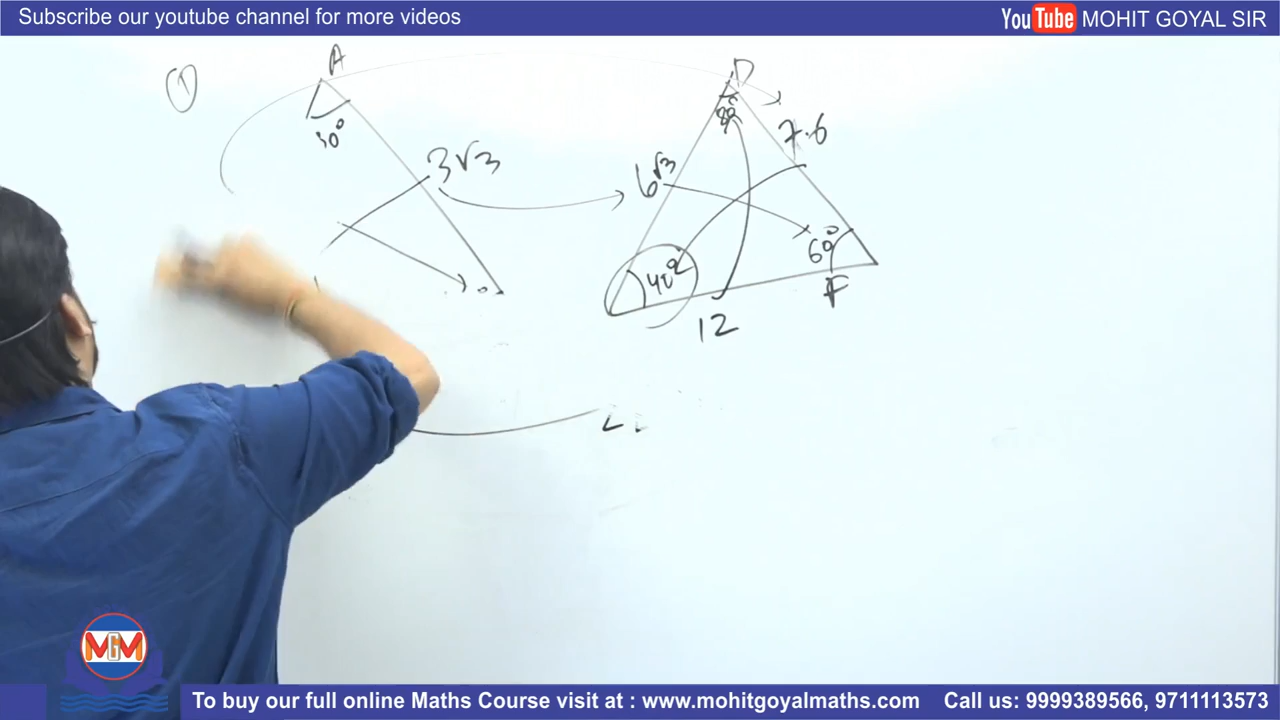 Subscribe our youtube channel for more videos
YouTube MOHIT GOYAL SIR
1
A
D
7.6
3√3
6√3
60°
40°
F
12
MGM
To buy our full online Maths Course visit at : www.mohitgoyalmaths.com
Call us: 9999389566, 9711113573